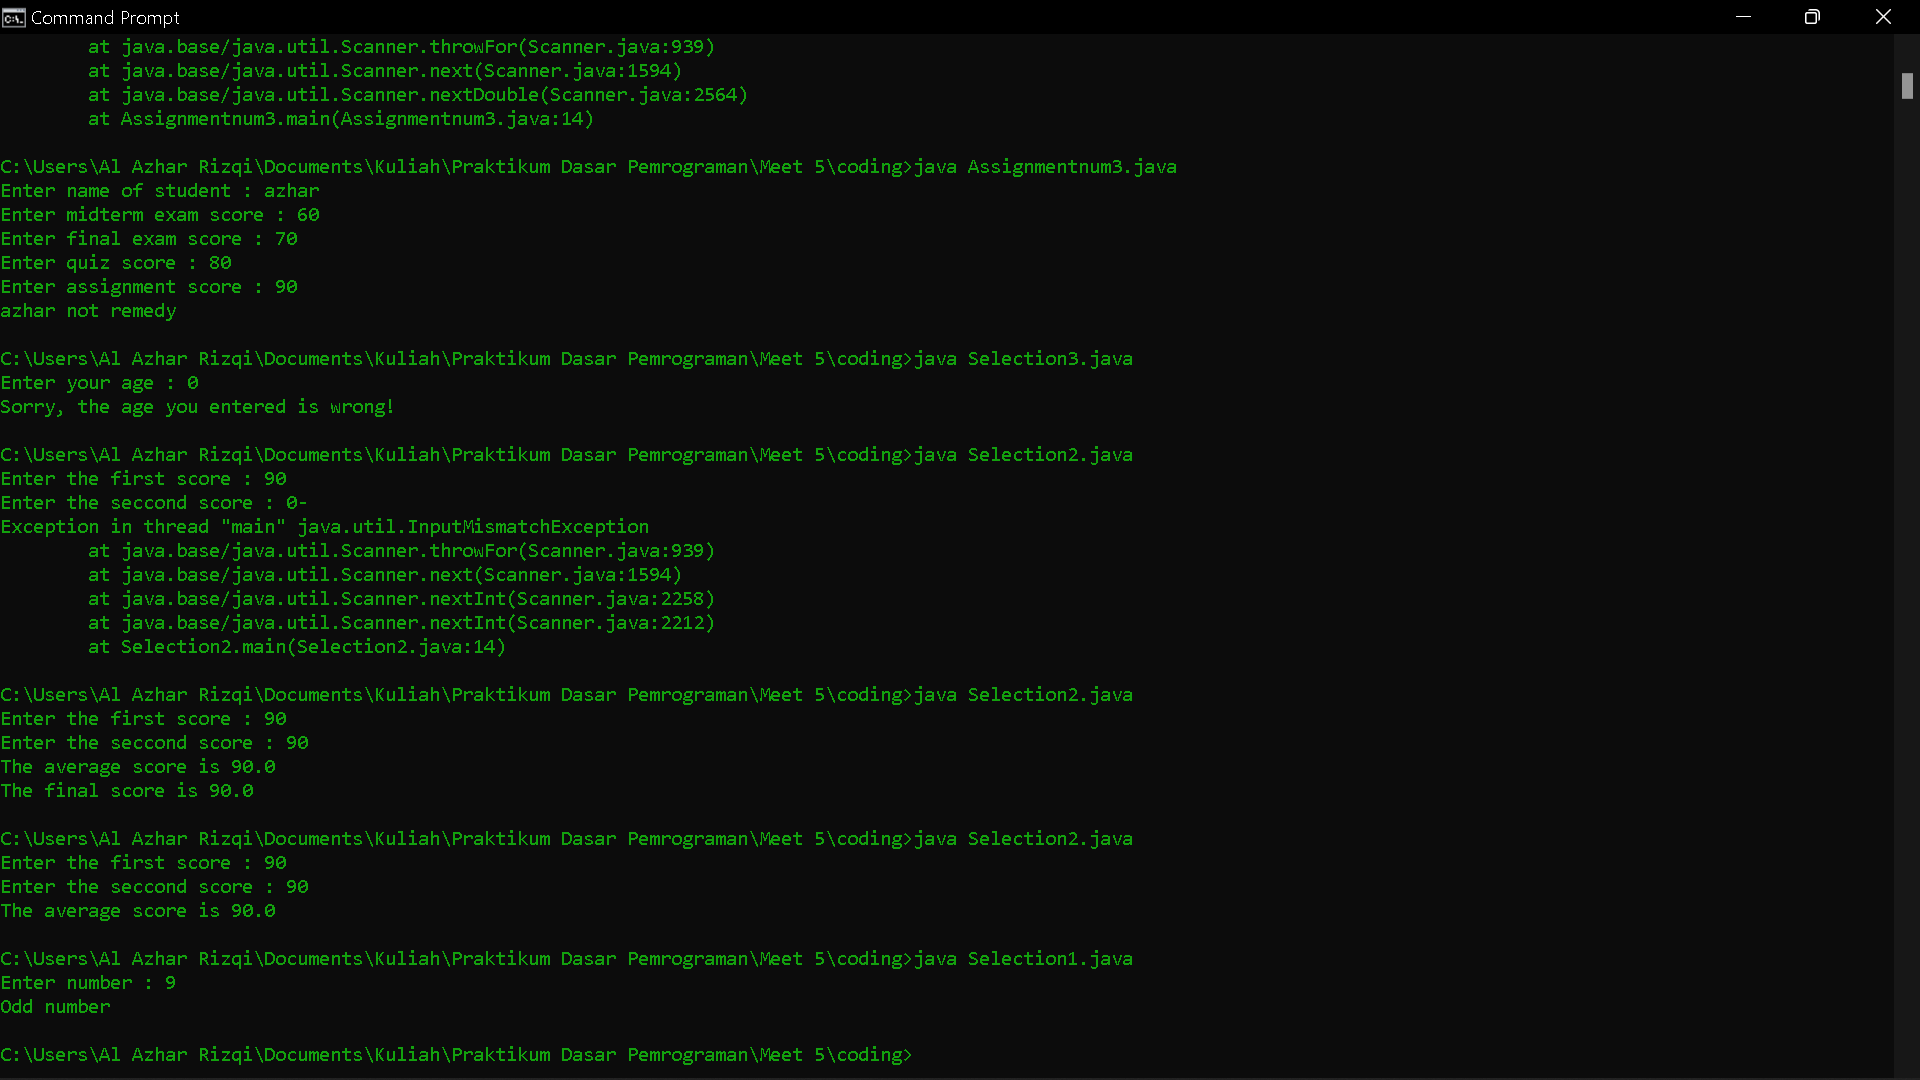 Command Prompt
at java.base/java.util.Scanner.throwFor(Scanner.java:939)
at java.base/java.util.Scanner.next(Scanner.java:1594)
at java.base/java.util.Scanner.nextDouble(Scanner.java:2564)
at Assignmentnum3.main(Assignmentnum3.java:14)
C:\Users\Al Azhar Rizqi\Documents\Kuliah\Praktikum Dasar Pemrograman\Meet 5\coding>java Assignmentnum3.java
Enter name of student : azhar
Enter midterm exam score : 60
Enter final exam score : 70
Enter quiz score : 80
Enter assignment score : 90
azhar not remedy
C:\Users\Al Azhar Rizqi\Documents\Kuliah\Praktikum Dasar Pemrograman\Meet 5\coding>java Selection3.java
Enter your age : 0
Sorry, the age you entered is wrong!
C:\Users\Al Azhar Rizqi\Documents\Kuliah\Praktikum Dasar Pemrograman\Meet 5\coding>java Selection2.java
Enter the first score : 90
Enter the seccond score : 0-
Exception in thread "main" java.util.InputMismatchException
at java.base/java.util.Scanner.throwFor(Scanner.java:939)
at java.base/java.util.Scanner.next(Scanner.java:1594)
at java.base/java.util.Scanner.nextInt(Scanner.java:2258)
at java.base/java.util.Scanner.nextInt(Scanner.java:2212)
at Selection2.main(Selection2.java:14)
C:\Users\Al Azhar Rizqi\Documents\Kuliah\Praktikum Dasar Pemrograman\Meet 5\coding>java Selection2.java
Enter the first score : 90
Enter the seccond score : 90
The average score is 90.0
The final score is 90.0
C:\Users\Al Azhar Rizqi\Documents\Kuliah\Praktikum Dasar Pemrograman\Meet 5\coding>java Selection2.java
Enter the first score : 90
Enter the seccond score : 90
The average score is 90.0
C:\Users\Al Azhar Rizqi\Documents\Kuliah\Praktikum Dasar Pemrograman\Meet 5\coding>java Selection1.java
Enter number : 9
Odd number
C:\Users\Al Azhar Rizqi\Documents\Kuliah\Praktikum Dasar Pemrograman\Meet 5\coding>